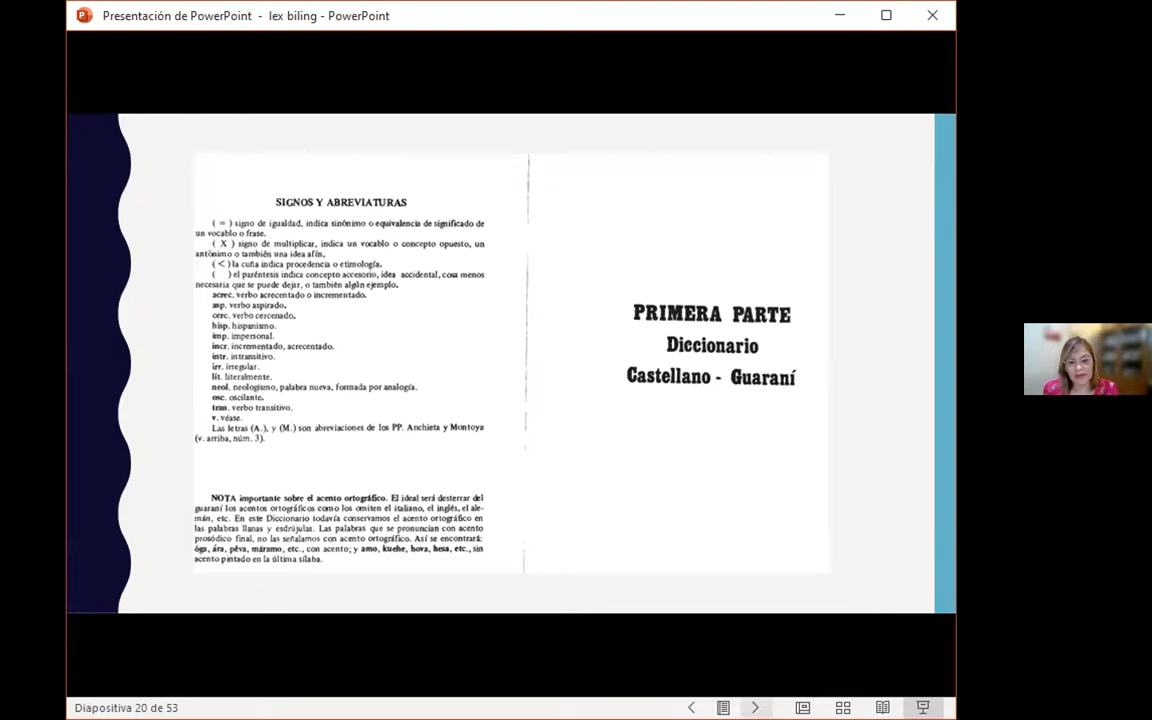 Presentación de PowerPoint - lex biling - PowerPoint
SIGNOS Y ABREVIATURAS
( = ) signo de igualdad, indica sinónimo o equivalencia de significado de
un vocablo o frase.
( X ) signo de multiplicar, indica un vocablo o concepto opuesto, un
antónimo o también una idea afín.
( < ) la cuña indica procedencia o etimología.
( ) el paréntesis indica concepto accesorio, idea accidental, cosa menos
necesaria que se puede dejar, o también algún ejemplo.
acrec. verbo acrecentado o incrementado.
asp. verbo aspirado.
cerc. verbo cercenado.
hisp. hispanismo.
imp. impersonal.
incr. incrementado, acrecentado.
intr. intransitivo.
irr. irregular.
lit. literalmente.
neol. neologismo, palabra nueva, formada por analogía.
osc. oscilante.
tran. verbo transitivo.
v. véase.
Las letras (A.), y (M.) son abreviaciones de los PP. Anchieta y Montoya
(v. arriba, núm. 3).
NOTA importante sobre el acento ortográfico. El ideal será desterrar del
guaraní los acentos ortográficos como los omiten el italiano, el inglés, el ale-
mán, etc. En este Diccionario todavía conservamos el acento ortográfico en
las palabras llanas y esdrújulas. Las palabras que se pronuncian con acento
prosódico final, no las señalamos con acento ortográfico. Así se encontrará:
óga, ára, péva, máramo, etc., con acento; y amo, kuehe, hova, hesa, etc., sin
acento pintado en la última sílaba.
PRIMERA PARTE
Diccionario
Castellano - Guaraní
Diapositiva 20 de 53